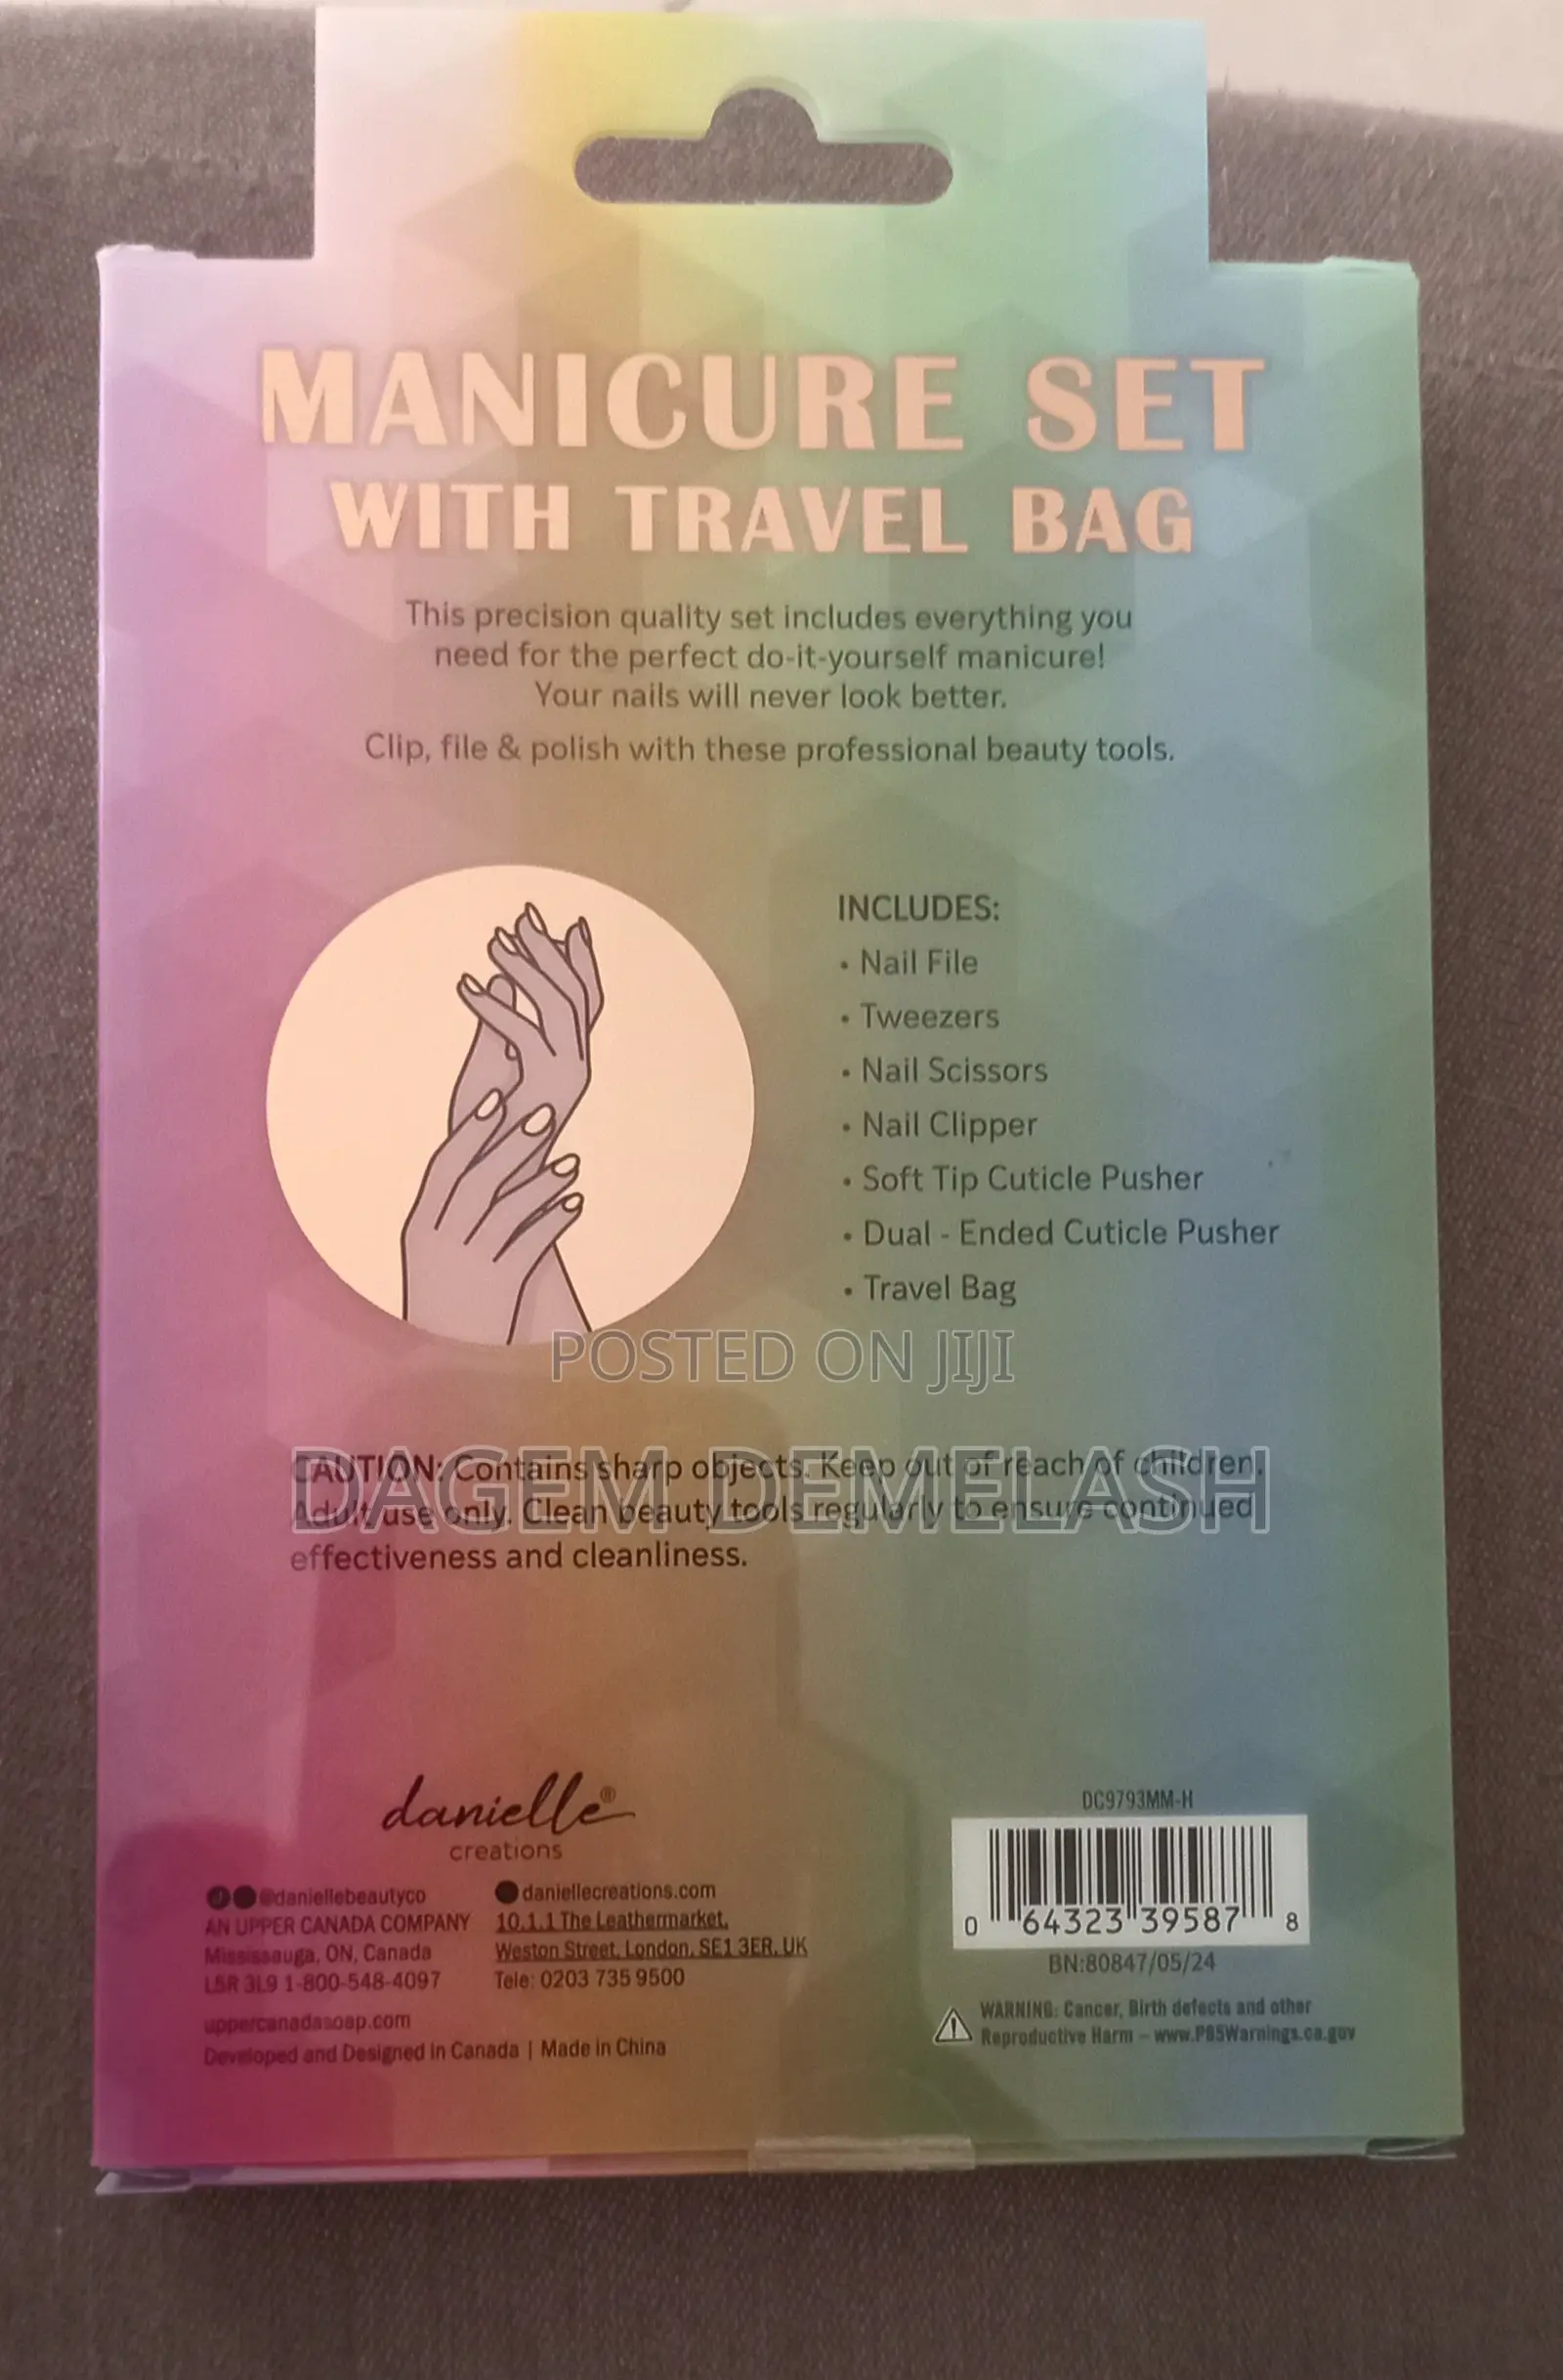 MANICURE SET
WITH TRAVEL BAG
This precision quality set includes everything you
need for the perfect do-it-yourself manicure!
Your nails will never look better.
Clip, file & polish with these professional beauty tools.
INCLUDES:
• Nail File
• Tweezers
• Nail Scissors
• Nail Clipper
• Soft Tip Cuticle Pusher
• Dual - Ended Cuticle Pusher
• Travel Bag
POSTED ON JIJI
DAGEM DEMELASH
CAUTION: Contains sharp objects. Keep out of reach of children.
Adult use only. Clean beauty tools regularly to ensure continued
effectiveness and cleanliness.
danielle®
creations
@daniellebeautyco
AN UPPER CANADA COMPANY
Mississauga, ON, Canada
L5R 3L9 1-800-548-4097
uppercanadasoap.com
Developed and Designed in Canada | Made in China
daniellecreations.com
10.1.1 The Leathermarket,
Weston Street, London, SE1 3ER, UK
Tele: 0203 735 9500
DC9793MM-H
0 64323 39587 8
BN:80847/05/24
WARNING: Cancer, Birth defects and other
Reproductive Harm – www.P65Warnings.ca.gov